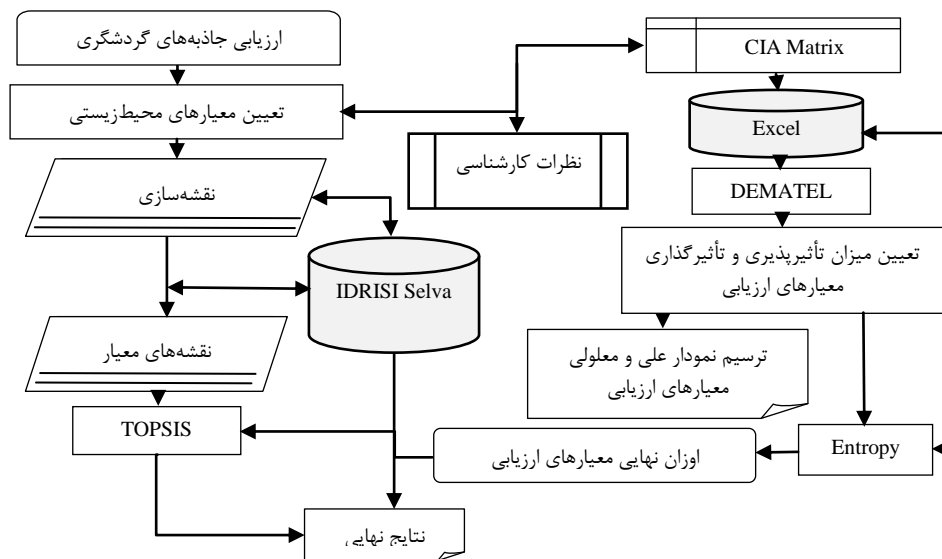 ارزیابی جاذبه‌های گردشگری
تعیین معیارهای محیط‌زیستی
نقشه‌سازی
نقشه‌های معیار
TOPSIS
نتایج نهایی
نظرات کارشناسی
IDRISI Selva
CIA Matrix
Excel
DEMATEL
تعیین میزان تأثیرپذیری و تأثیرگذاری
معیارهای ارزیابی
ترسیم نمودار علی و معلولی
معیارهای ارزیابی
Entropy
اوزان نهایی معیارهای ارزیابی